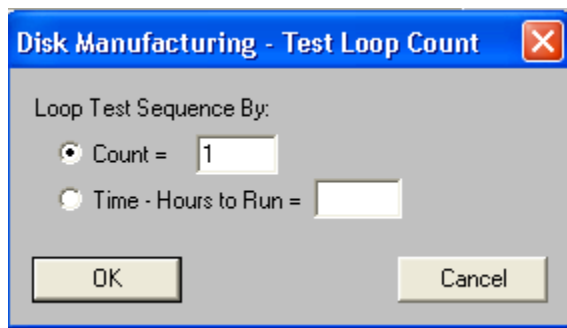 Disk Manufacturing - Test Loop Count
Loop Test Sequence By:
Count = 1
Time - Hours to Run =
OK Cancel